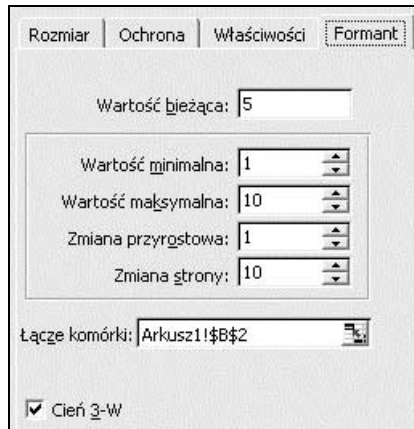 Rozmiar Ochrona Właściwości Formant
Wartość bieżąca: 5
Wartość minimalna: 1
Wartość maksymalna: 10
Zmiana przyrostowa: 1
Zmiana strony: 10
Łącze komórki: Arkusz1!$B$2
Cień 3-W